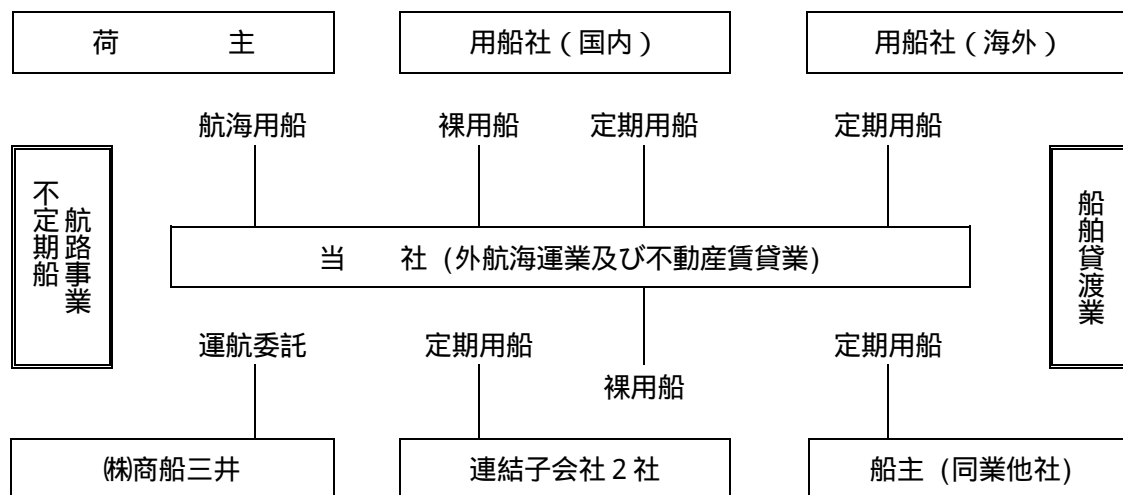 荷　　　主
用船社（国内）
用船社（海外）
航海用船
裸用船
定期用船
定期用船
不定期船
航路事業
船舶貸渡業
当　　社 (外航海運業及び不動産賃貸業)
運航委託
定期用船
裸用船
定期用船
㈱商船三井
連結子会社２社
船主 (同業他社)